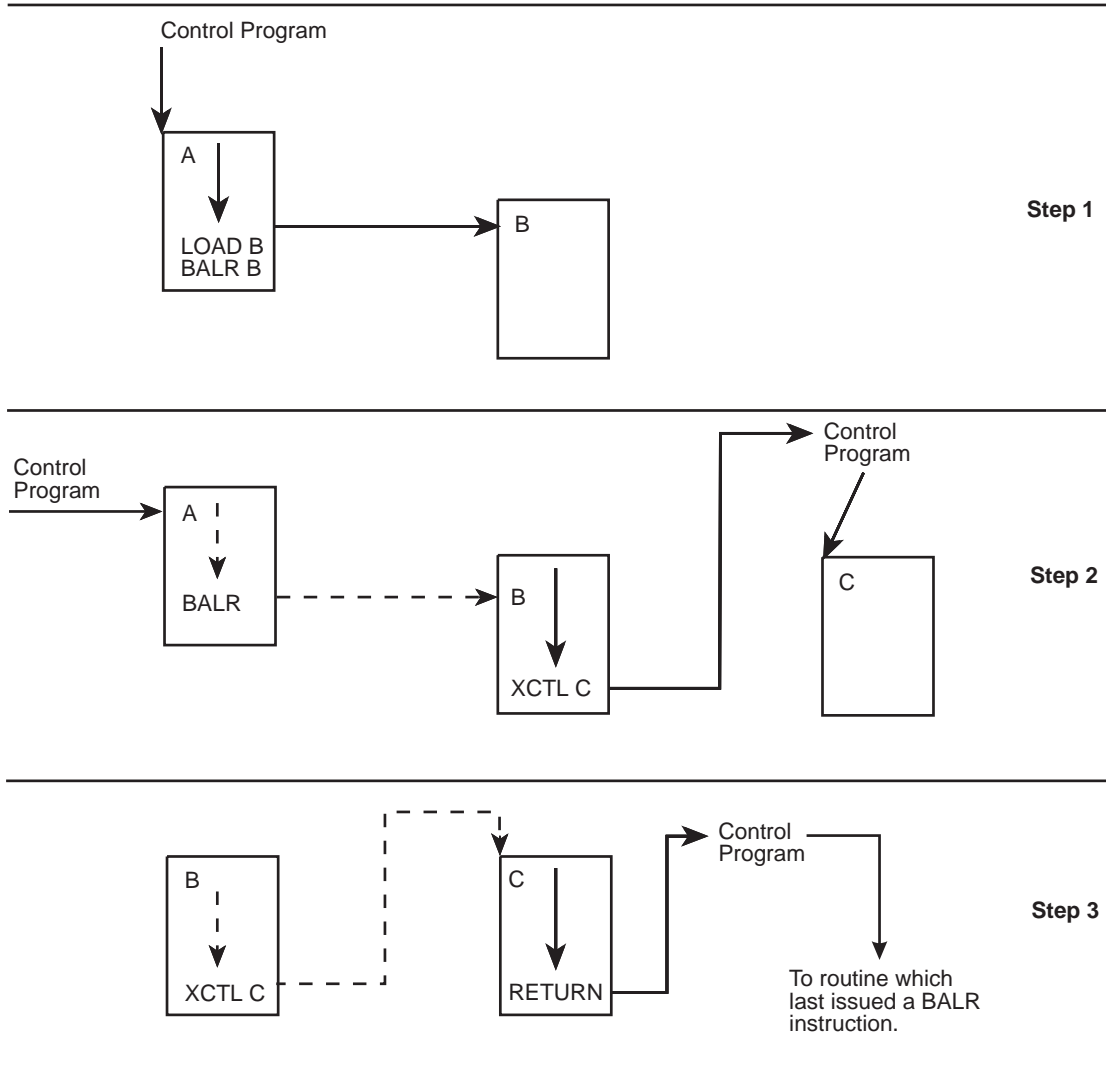 Control Program
A
LOAD B
BALR B
B
Step 1
Control
Program
A
BALR
B
XCTL C
Control
Program
C
Step 2
B
XCTL C
C
RETURN
Control
Program
To routine which
last issued a BALR
instruction.
Step 3